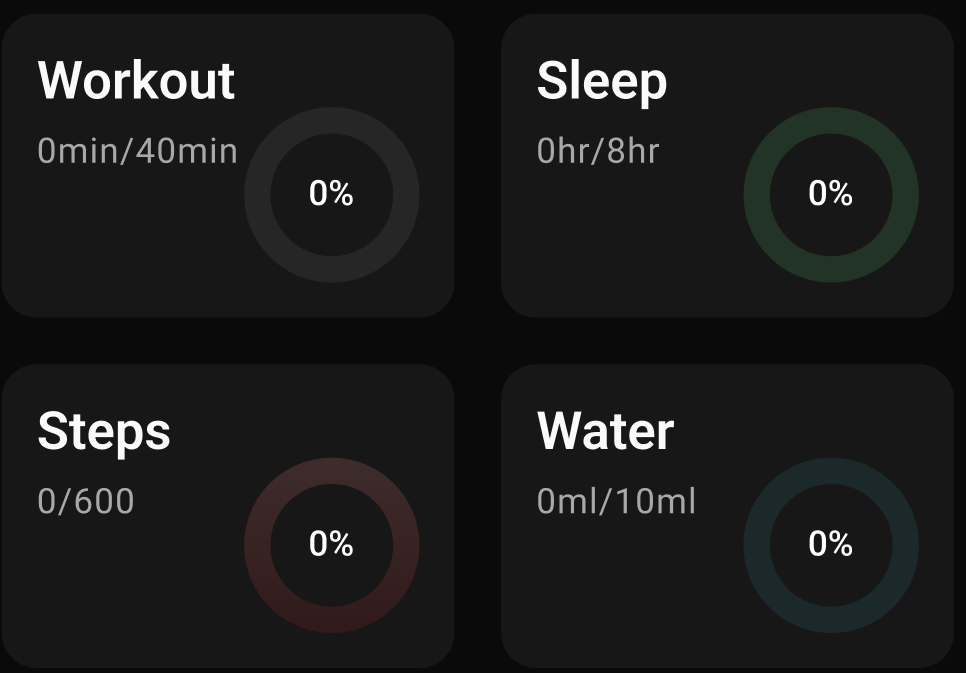 Workout
0min/40min
0%
Sleep
0hr/8hr
0%
Steps
0/600
0%
Water
0ml/10ml
0%